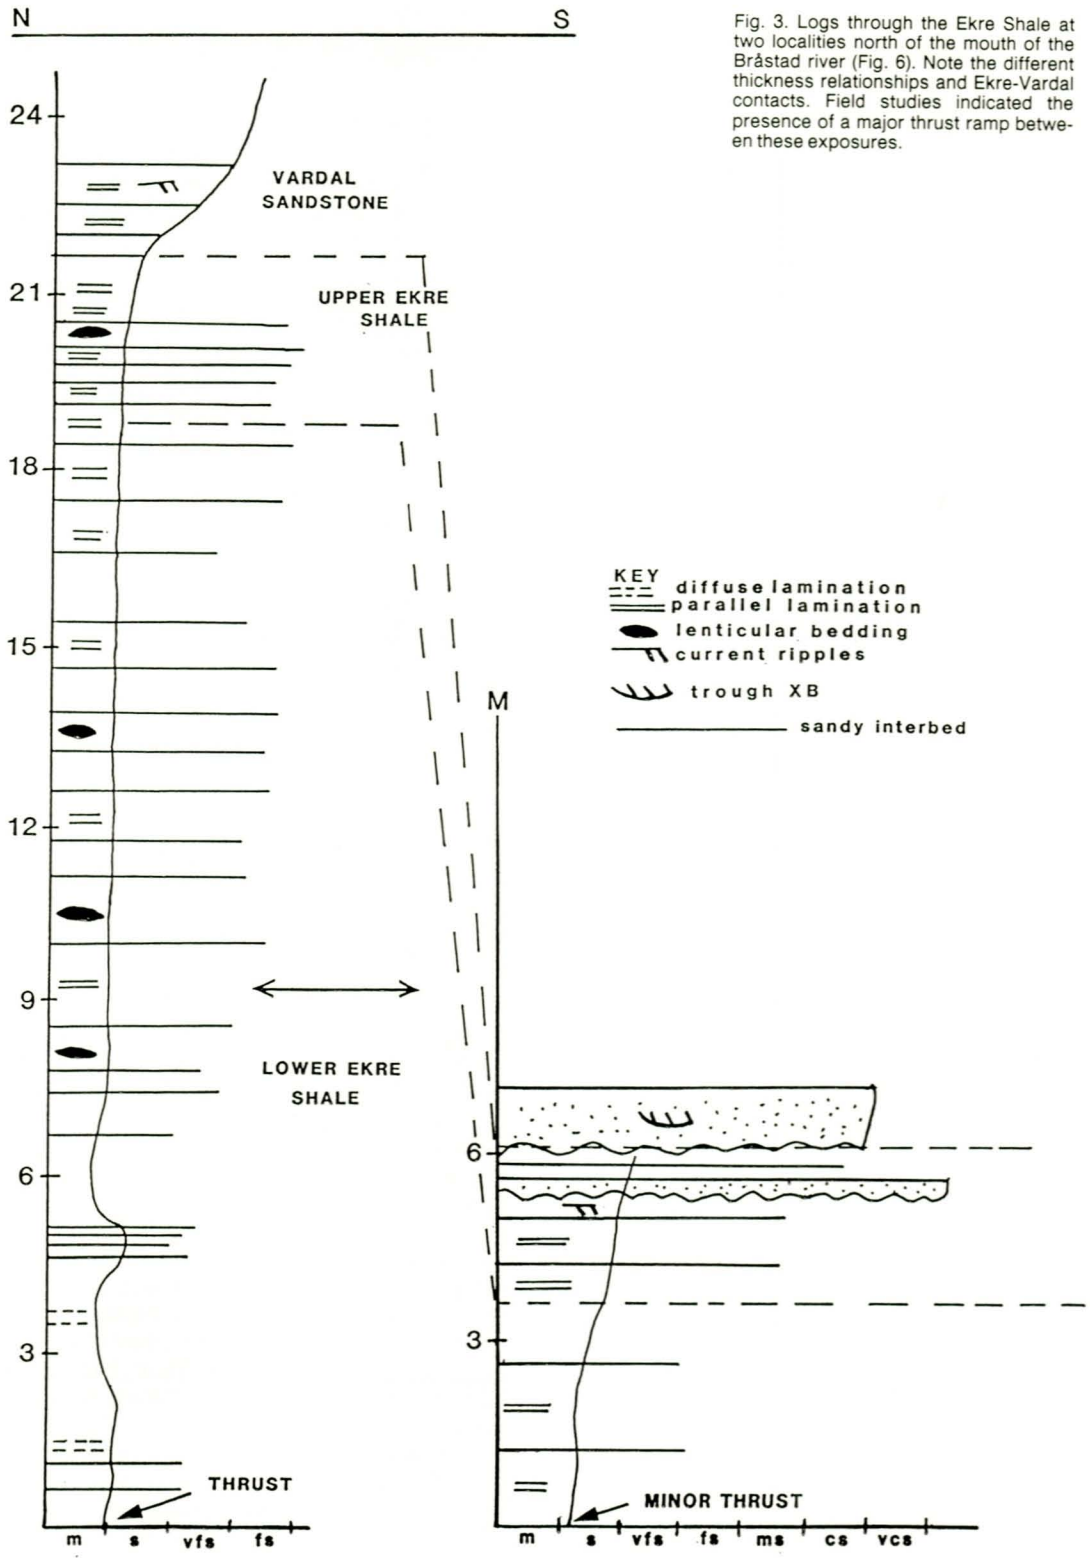 N S
Fig. 3. Logs through the Ekre Shale at
two localities north of the mouth of the
Bråstad river (Fig. 6). Note the different
thickness relationships and Ekre-Vardal
contacts. Field studies indicated the
presence of a major thrust ramp betwe-
en these exposures.
24
VARDAL
SANDSTONE
21
UPPER EKRE
SHALE
18
KEY
diffuse lamination
parallel lamination
lenticular bedding
current ripples
trough XB
sandy interbed
15
M
12
9
LOWER EKRE
SHALE
6
6
3
3
THRUST
MINOR THRUST
m s vfs fs
m s vfs fs ms cs vcs